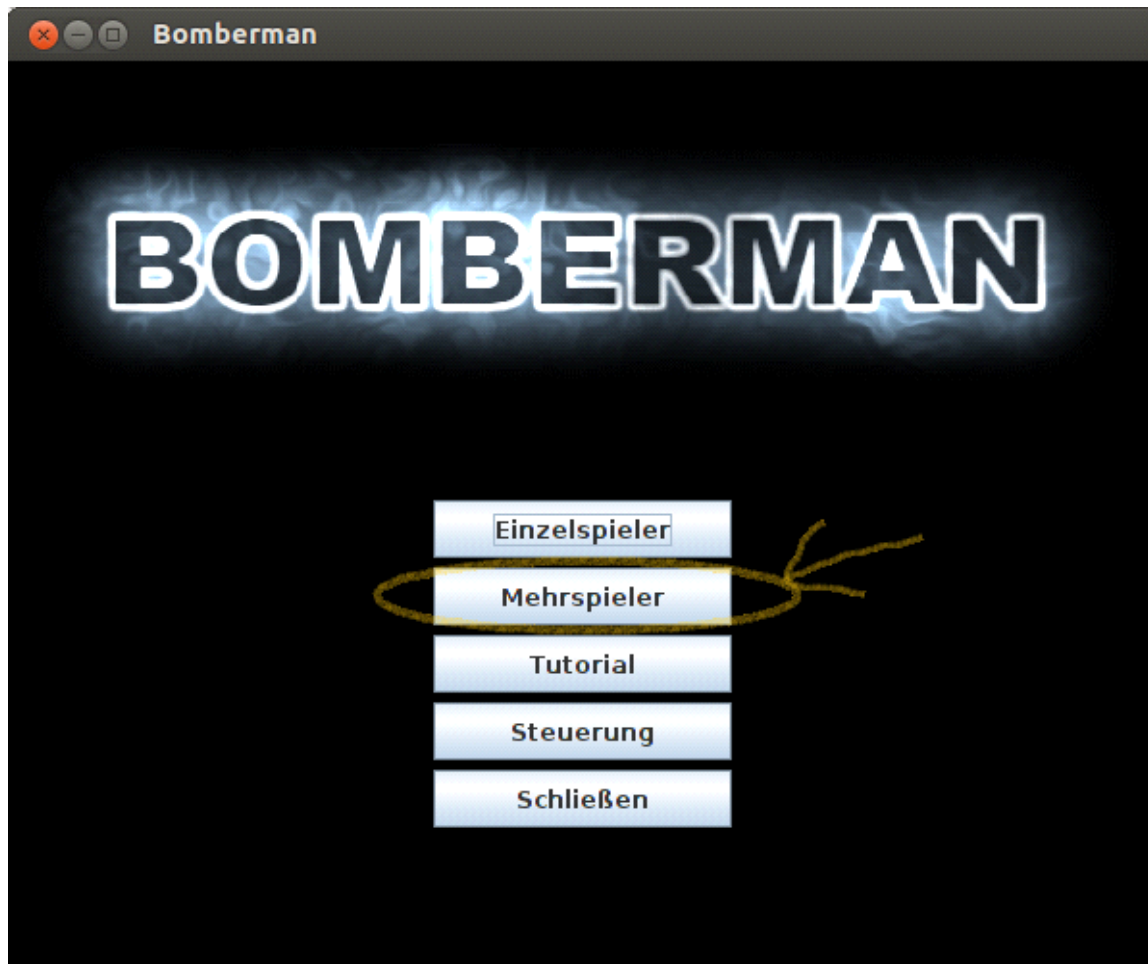 Bomberman
BOMBERMAN
Einzelspieler
Mehrspieler
Tutorial
Steuerung
Schließen